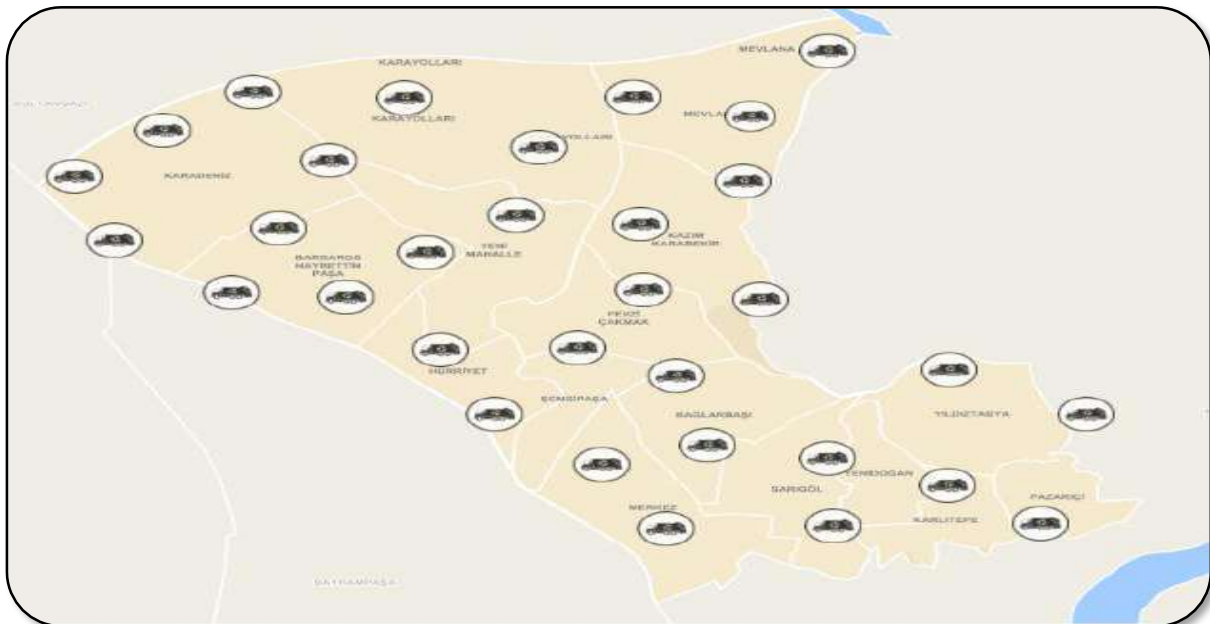 MEVLANA
KARAYOLLARI
SULTANGAZİ
KARAYOLLARI
KARADENİZ
KAZIM
KARABEKİR
YENİ
MAHALLE
BARBAROS
HAYRETTİN
PAŞA
FEVZİ
ÇAKMAK
HÜRRİYET
ŞEMSİPAŞA
BAĞLARBAŞI
YILDIZTABYA
YENİDOĞAN
SARIGÖL
PAZARİÇİ
MERKEZ
KARLITEPE
BAYRAMPAŞA